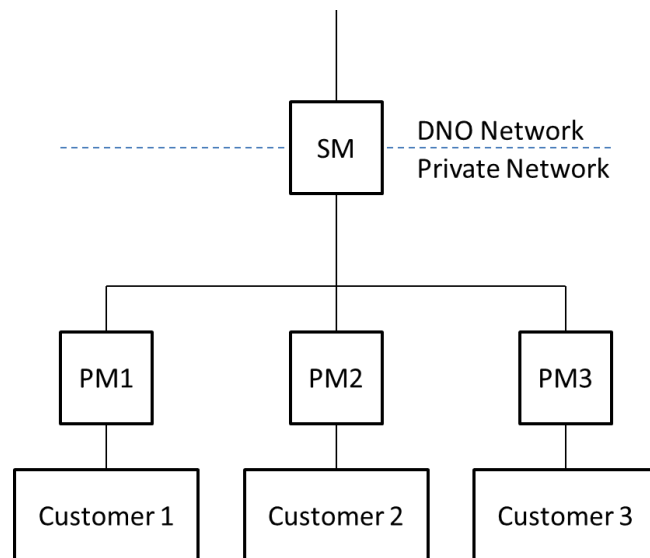 DNO Network
SM
Private Network
PM1
PM2
PM3
Customer 1
Customer 2
Customer 3